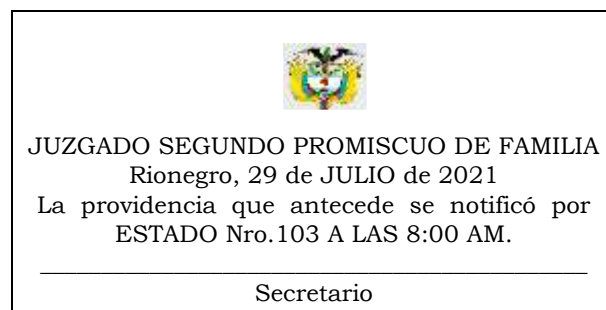 JUZGADO SEGUNDO PROMISCUO DE FAMILIA
Rionegro, 29 de JULIO de 2021
La providencia que antecede se notificó por
ESTADO Nro.103 A LAS 8:00 AM.
Secretario